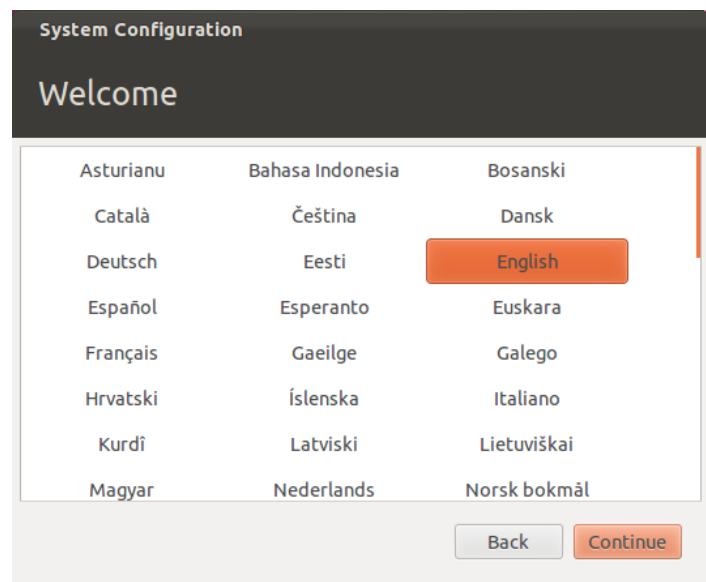 System Configuration
Welcome
Asturianu Bahasa Indonesia Bosanski
Català Čeština Dansk
Deutsch Eesti English
Español Esperanto Euskara
Français Gaeilge Galego
Hrvatski Íslenska Italiano
Kurdî Latviski Lietuviškai
Magyar Nederlands Norsk bokmål
Back Continue